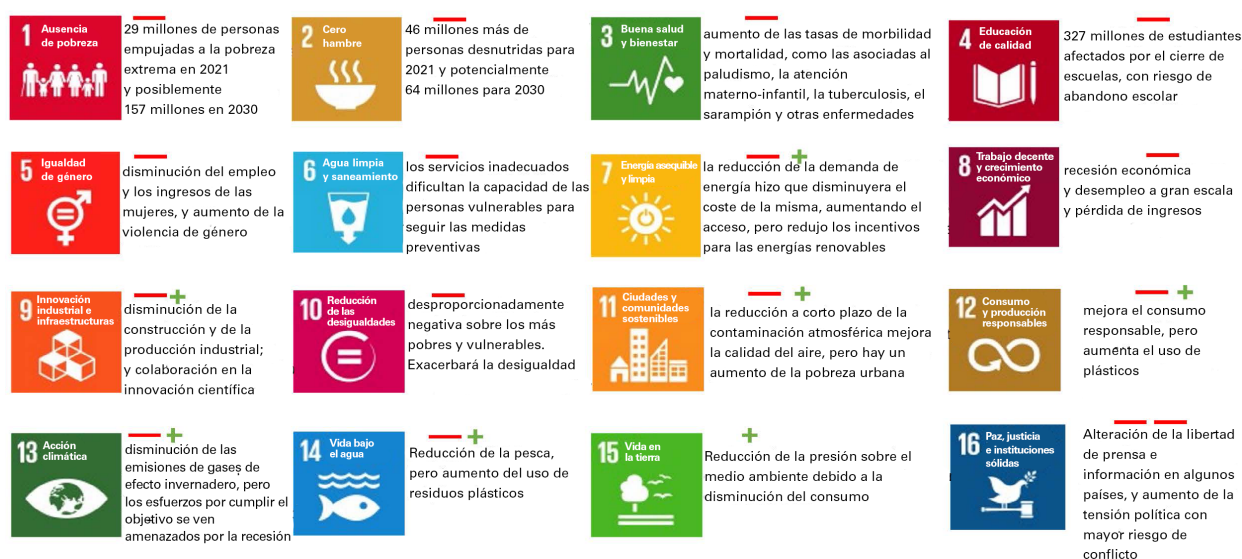 1 Ausencia
de pobreza
29 millones de personas
empujadas a la pobreza
extrema en 2021
y posiblemente
157 millones en 2030
2 Cero
hambre
46 millones más de
personas desnutridas para
2021 y potencialmente
64 millones para 2030
3 Buena salud
y bienestar
aumento de las tasas de morbilidad
y mortalidad, como las asociadas al
paludismo, la atención
materno-infantil, la tuberculosis, el
sarampión y otras enfermedades
4 Educación
de calidad
327 millones de estudiantes
afectados por el cierre de
escuelas, con riesgo de
abandono escolar
5 Igualdad
de género
disminución del empleo
y los ingresos de las
mujeres, y aumento de la
violencia de género
6 Agua limpia
y saneamiento
los servicios inadecuados
dificultan la capacidad de las
personas vulnerables para
seguir las medidas
preventivas
7 Energía asequible
y limpia
la reducción de la demanda de
energía hizo que disminuyera el
coste de la misma, aumentando el
acceso, pero redujo los incentivos
para las energías renovables
8 Trabajo decente
y crecimiento
económico
recesión económica
y desempleo a gran escala
y pérdida de ingresos
9 Innovación
industrial e
infraestructuras
disminución de la
construcción y de la
producción industrial;
y colaboración en la
innovación científica
10 Reducción
de las
desigualdades
desproporcionadamente
negativa sobre los más
pobres y vulnerables.
Exacerbará la desigualdad
11 Ciudades y
comunidades
sostenibles
la reducción a corto plazo de la
contaminación atmosférica mejora
la calidad del aire, pero hay un
aumento de la pobreza urbana
12 Consumo
y producción
responsables
mejora el consumo
responsable, pero
aumenta el uso de
plásticos
13 Acción
climática
disminución de las
emisiones de gases de
efecto invernadero, pero
los esfuerzos por cumplir el
objetivo se ven
amenazados por la recesión
14 Vida bajo
el agua
Reducción de la pesca,
pero aumento del uso de
residuos plásticos
15 Vida en
la tierra
Reducción de la presión sobre el
medio ambiente debido a la
disminución del consumo
16 Paz, justicia
e instituciones
sólidas
Alteración de la libertad
de prensa e
información en algunos
países, y aumento de la
tensión política con
mayor riesgo de
conflicto